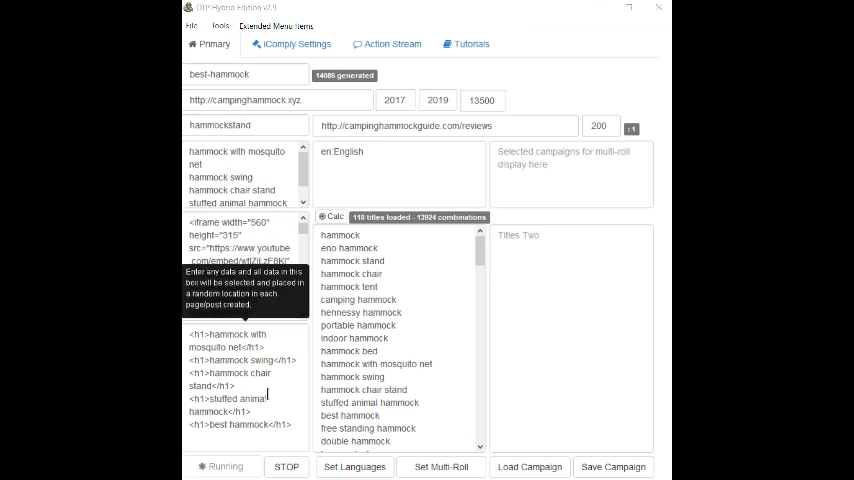 OTP Hybrid Edition v2.9
File Tools Extended Menu Items
Primary iComply Settings Action Stream Tutorials
best-hammock 14086 generated
http://campinghammock.xyz 2017 2019 13500
hammockstand http://campinghammockguide.com/reviews 200 : 1
hammock with mosquito
net
hammock swing
hammock chair stand
stuffed animal hammock
en:English
Selected campaigns for multi-roll
display here
Calc 118 titles loaded - 13924 combinations
<iframe width="560"
height="315"
src="https://www.youtube
Enter any data and all data in this
box will be selected and placed in
a random location in each
page/post created.
<h1>hammock with
mosquito net</h1>
<h1>hammock swing</h1>
<h1>hammock chair
stand</h1>
<h1>stuffed animal
hammock</h1>
<h1>best hammock</h1>
hammock
eno hammock
hammock stand
hammock chair
hammock tent
camping hammock
hennessy hammock
portable hammock
indoor hammock
hammock bed
hammock with mosquito net
hammock swing
hammock chair stand
stuffed animal hammock
best hammock
free standing hammock
double hammock
Titles Two
Running STOP Set Languages Set Multi-Roll Load Campaign Save Campaign